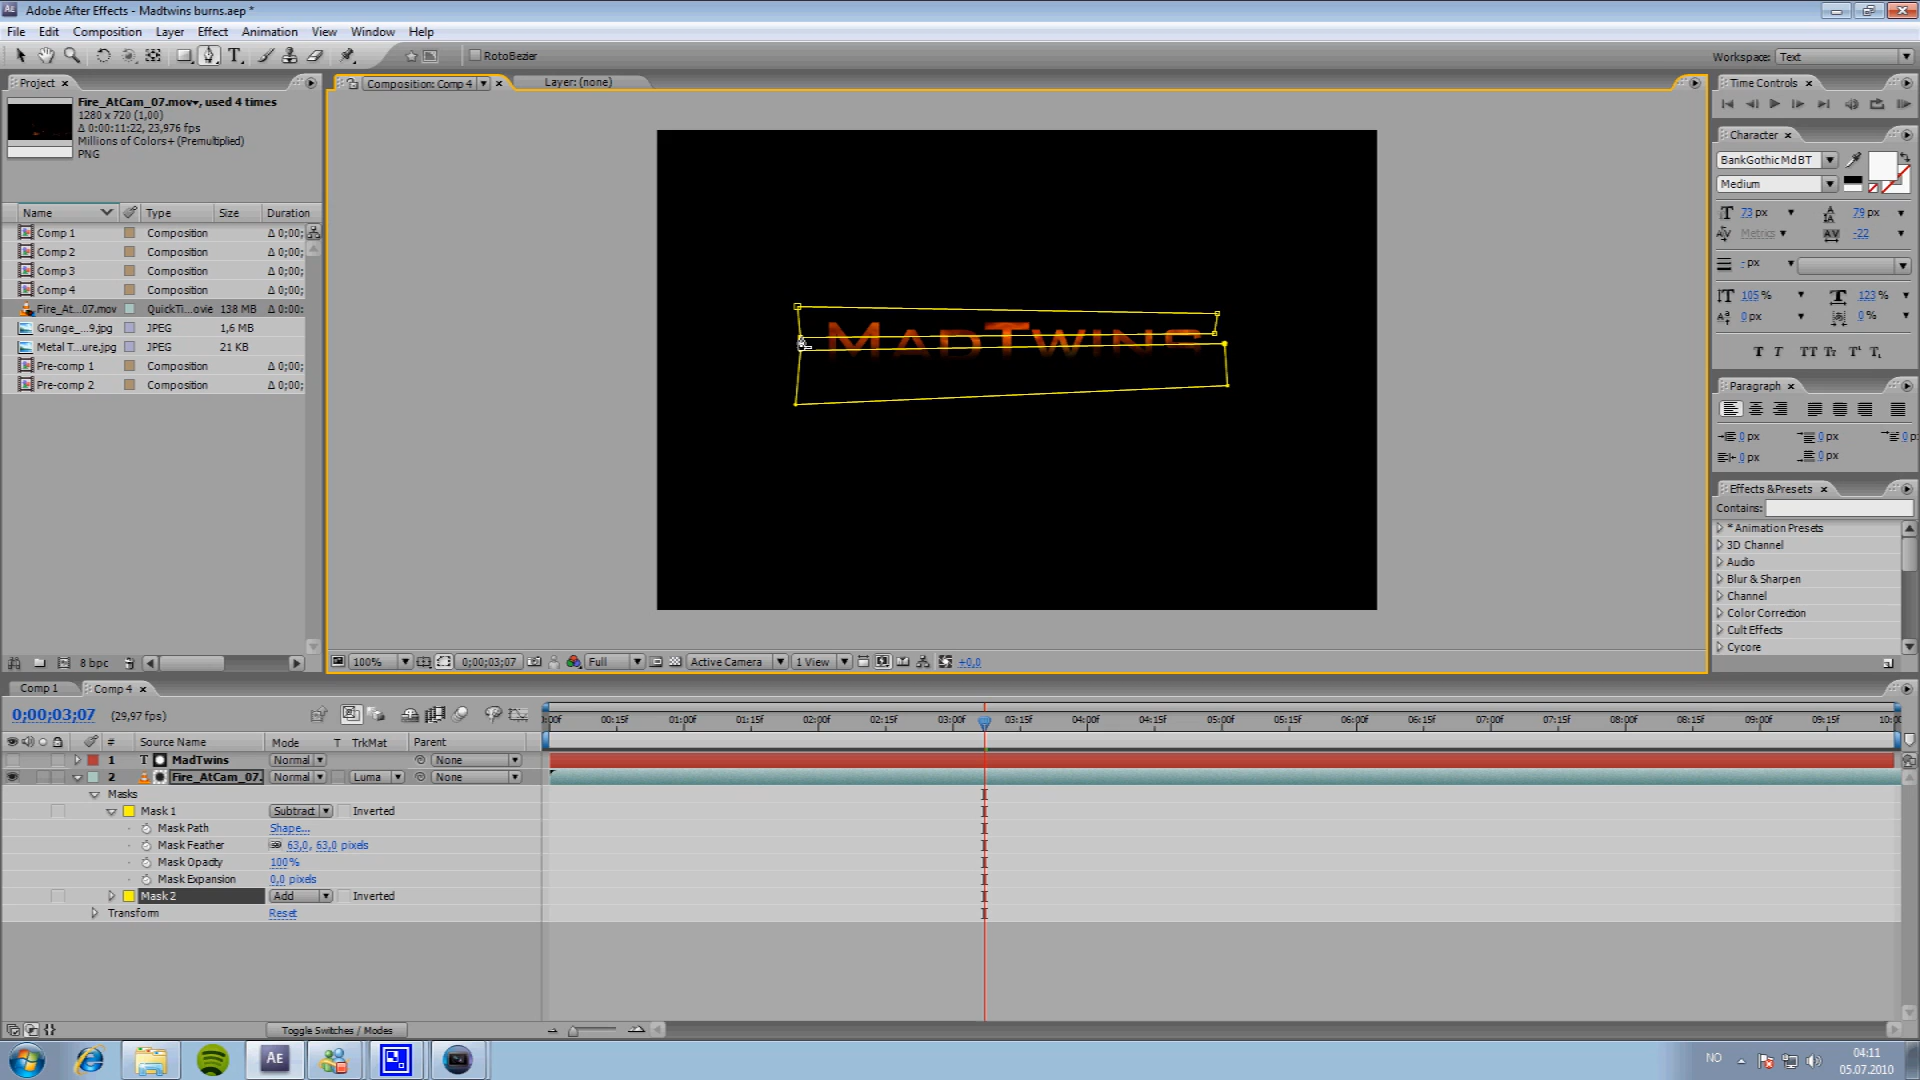 Adobe After Effects - Madtwins burns.aep *
File Edit Composition Layer Effect Animation View Window Help
RotoBezier
Workspace: Text
Project
Fire_AtCam_07.mov, used 4 times
1280 x 720 (1,00)
Δ 0:00:11:22, 23,976 fps
Millions of Colors+ (Premultiplied)
PNG
Name Type Size Duration
Comp 1 Composition Δ 0;00;
Comp 2 Composition Δ 0;00;
Comp 3 Composition Δ 0;00;
Comp 4 Composition Δ 0;00;
Fire_At...07.mov QuickTi...ovie 138 MB Δ 0:00:
Grunge_...9.jpg JPEG 1,6 MB
Metal T...ure.jpg JPEG 21 KB
Pre-comp 1 Composition Δ 0;00;
Pre-comp 2 Composition Δ 0;00;
8 bpc
Composition: Comp 4
Layer: (none)
MadTwins
100% 0;00;03;07 Full Active Camera 1 View +0,0
Time Controls
Character
BankGothic Md BT
Medium
73 px 79 px
Metrics -22
- px
105 % 123 %
0 px 0 %
T T TT Tr T' T,
Paragraph
0 px 0 px 0 p
0 px 0 px
Effects & Presets
Contains:
* Animation Presets
3D Channel
Audio
Blur & Sharpen
Channel
Color Correction
Cult Effects
Cycore
Comp 1 Comp 4
0;00;03;07 (29,97 fps)
:00f 00:15f 01:00f 01:15f 02:00f 02:15f 03:00f 03:15f 04:00f 04:15f 05:00f 05:15f 06:00f 06:15f 07:00f 07:15f 08:00f 08:15f 09:00f 09:15f 10:00
# Source Name Mode T TrkMat Parent
1 T MadTwins Normal None
2 Fire_AtCam_07. Normal Luma None
Masks
Mask 1 Subtract Inverted
Mask Path Shape...
Mask Feather 63,0, 63,0 pixels
Mask Opacity 100%
Mask Expansion 0,0 pixels
Mask 2 Add Inverted
Transform Reset
Toggle Switches / Modes
AE
NO
04:11
05.07.2010